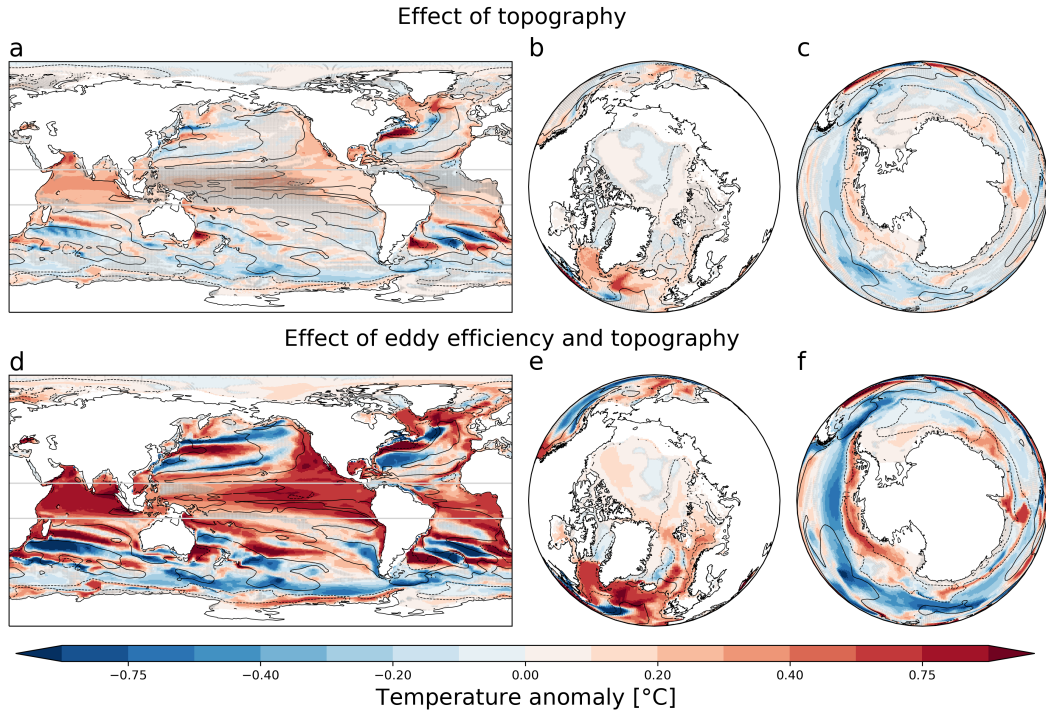 Effect of topography
a
b
c
Effect of eddy efficiency and topography
d
e
f
−0.75 −0.40 −0.20 0.00 0.20 0.40 0.75
Temperature anomaly [°C]